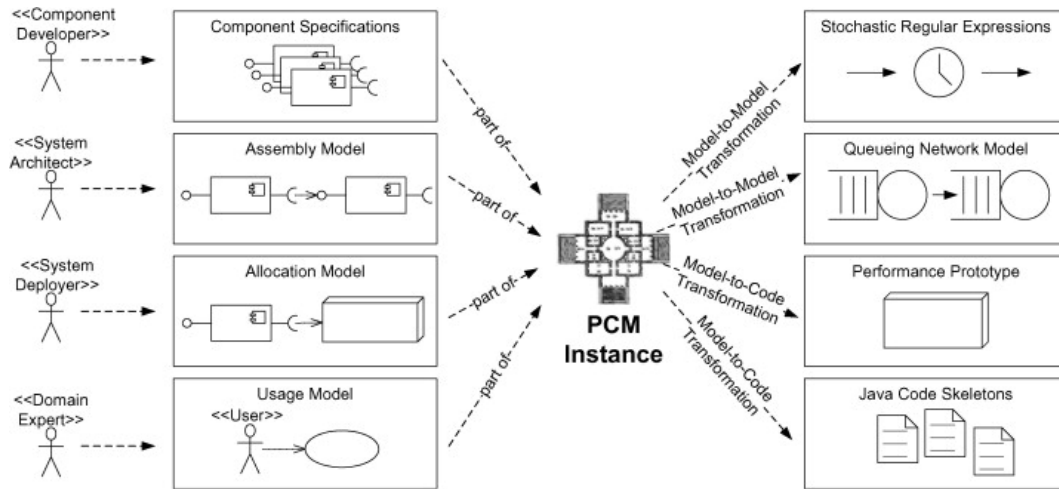 <<Component
Developer>>
Component Specifications
<<System
Architect>>
Assembly Model
<<System
Deployer>>
Allocation Model
<<Domain
Expert>>
Usage Model
<<User>>
part of
part of
part of
part of
PCM
Instance
Model-to-Model
Transformation
Model-to-Model
Transformation
Model-to-Code
Transformation
Model-to-Code
Transformation
Stochastic Regular Expressions
Queueing Network Model
Performance Prototype
Java Code Skeletons